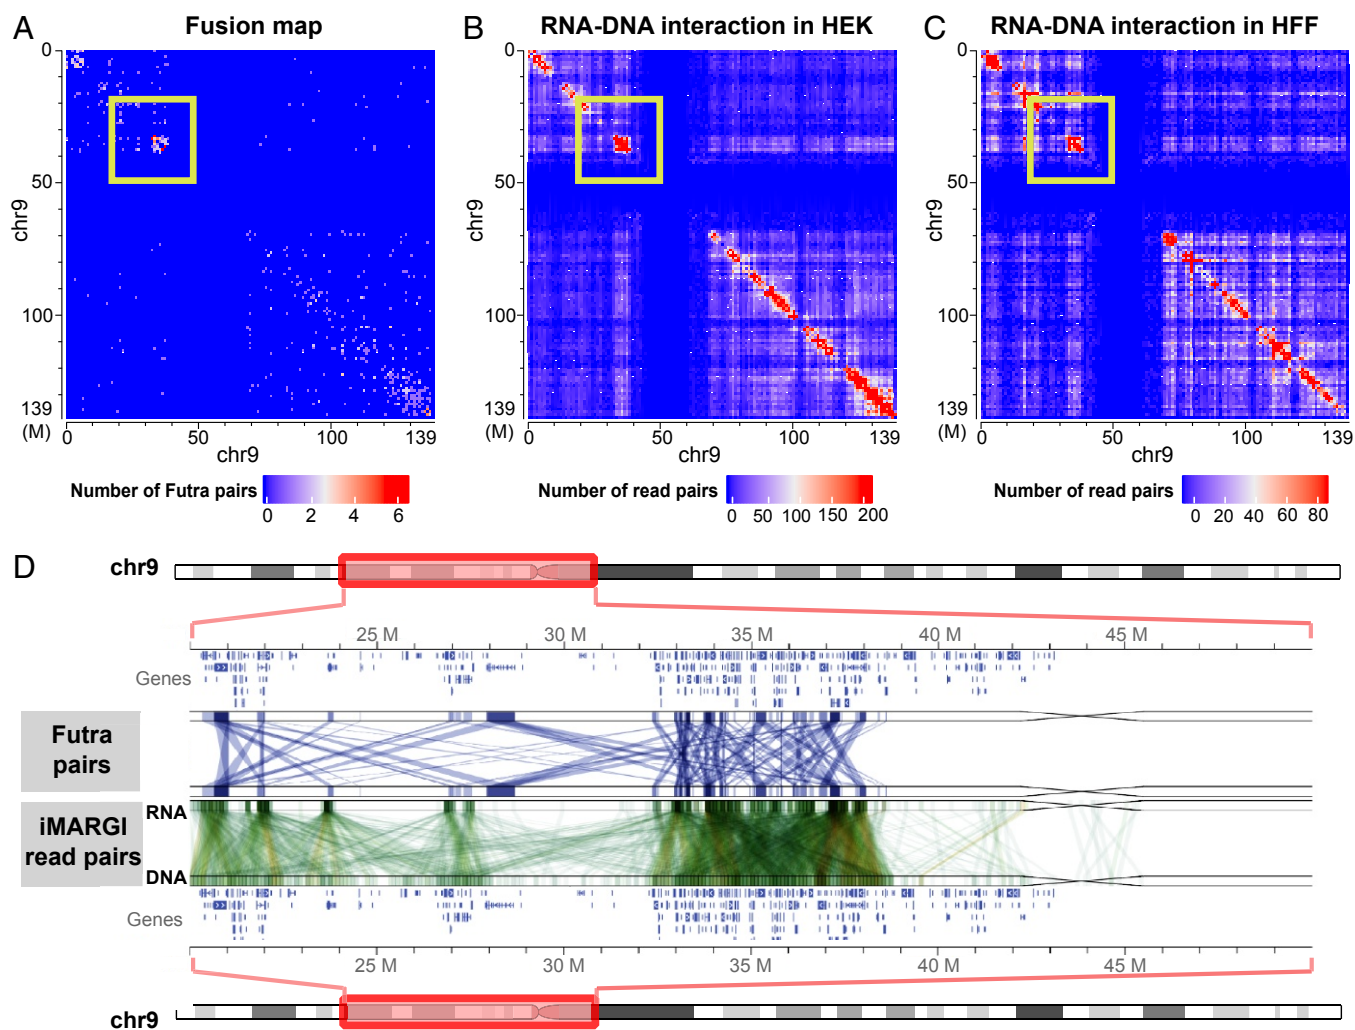 A Fusion map
B RNA-DNA interaction in HEK
C RNA-DNA interaction in HFF
0
50
100
139
(M)
chr9
0 50 100 139
chr9
Number of Futra pairs
0 2 4 6
0
50
100
139
(M)
chr9
0 50 100 139
chr9
Number of read pairs
0 50 100 150 200
0
50
100
139
(M)
chr9
0 50 100 139
chr9
Number of read pairs
0 20 40 60 80
D chr9
25 M 30 M 35 M 40 M 45 M
Genes
Futra
pairs
iMARGI
read pairs
RNA
DNA
Genes
25 M 30 M 35 M 40 M 45 M
chr9